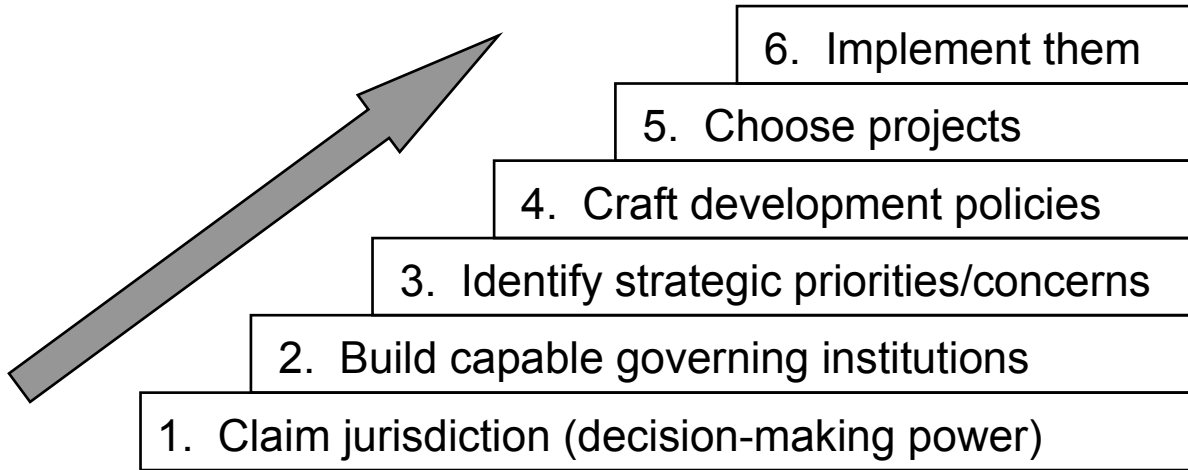 6. Implement them
5. Choose projects
4. Craft development policies
3. Identify strategic priorities/concerns
2. Build capable governing institutions
1. Claim jurisdiction (decision-making power)